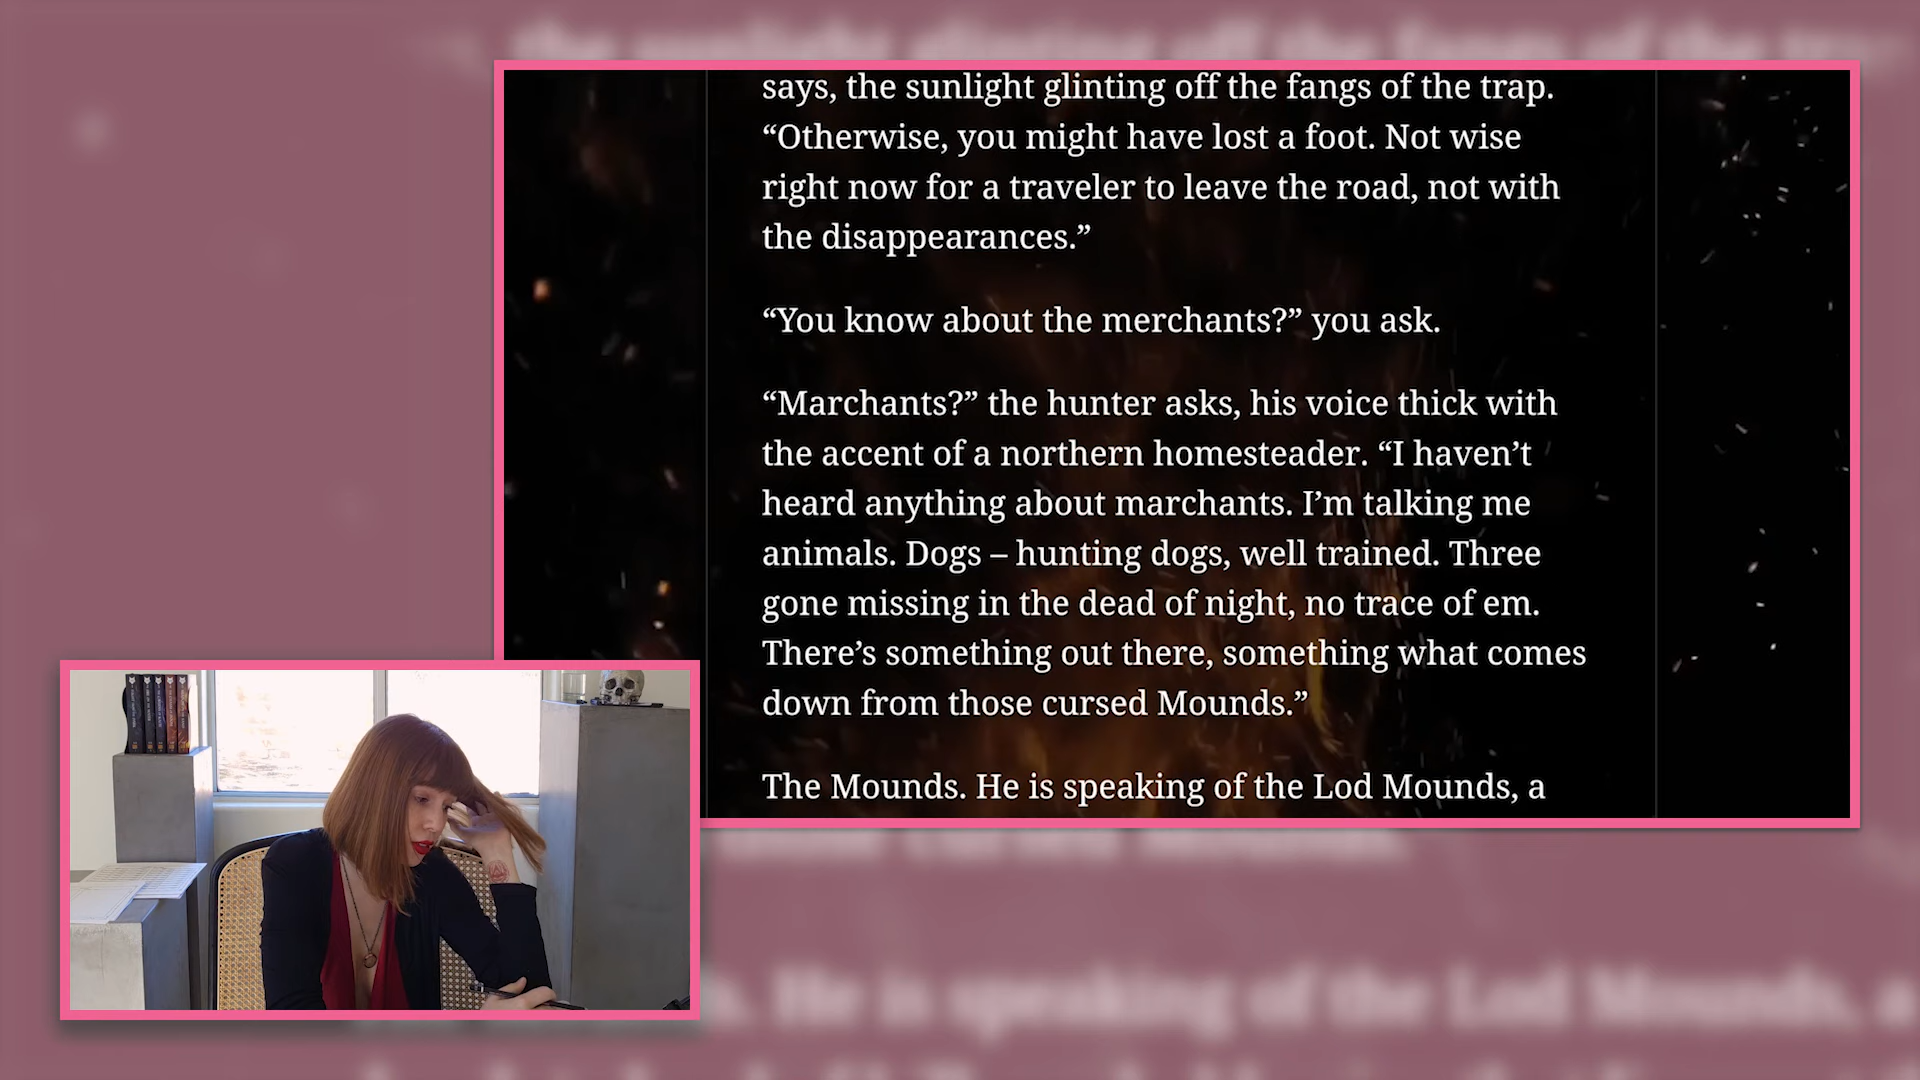 says, the sunlight glinting off the fangs of the trap.
“Otherwise, you might have lost a foot. Not wise
right now for a traveler to leave the road, not with
the disappearances.”
“You know about the merchants?” you ask.
“Marchants?” the hunter asks, his voice thick with
the accent of a northern homesteader. “I haven’t
heard anything about marchants. I’m talking me
animals. Dogs – hunting dogs, well trained. Three
gone missing in the dead of night, no trace of em.
There’s something out there, something what comes
down from those cursed Mounds.”
The Mounds. He is speaking of the Lod Mounds, a